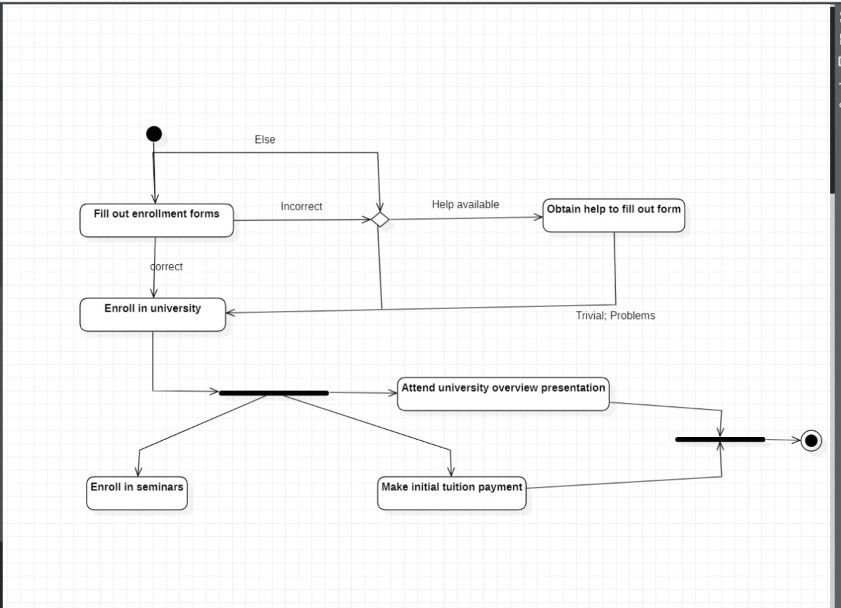 Else
Fill out enrollment forms
Incorrect
Help available
Obtain help to fill out form
correct
Enroll in university
Trivial; Problems
Attend university overview presentation
Enroll in seminars
Make initial tuition payment